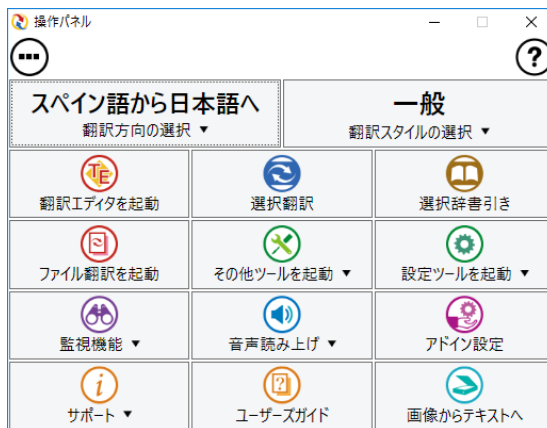 操作パネル
スペイン語から日本語へ
翻訳方向の選択 ▼
一般
翻訳スタイルの選択 ▼
TE
翻訳エディタを起動
選択翻訳
選択辞書引き
ファイル翻訳を起動
その他ツールを起動 ▼
設定ツールを起動 ▼
監視機能 ▼
音声読み上げ ▼
アドイン設定
i
サポート ▼
?
ユーザーズガイド
画像からテキストへ